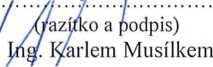 ..............................
(razítko a podpis)
Ing. Karlem Musílkem